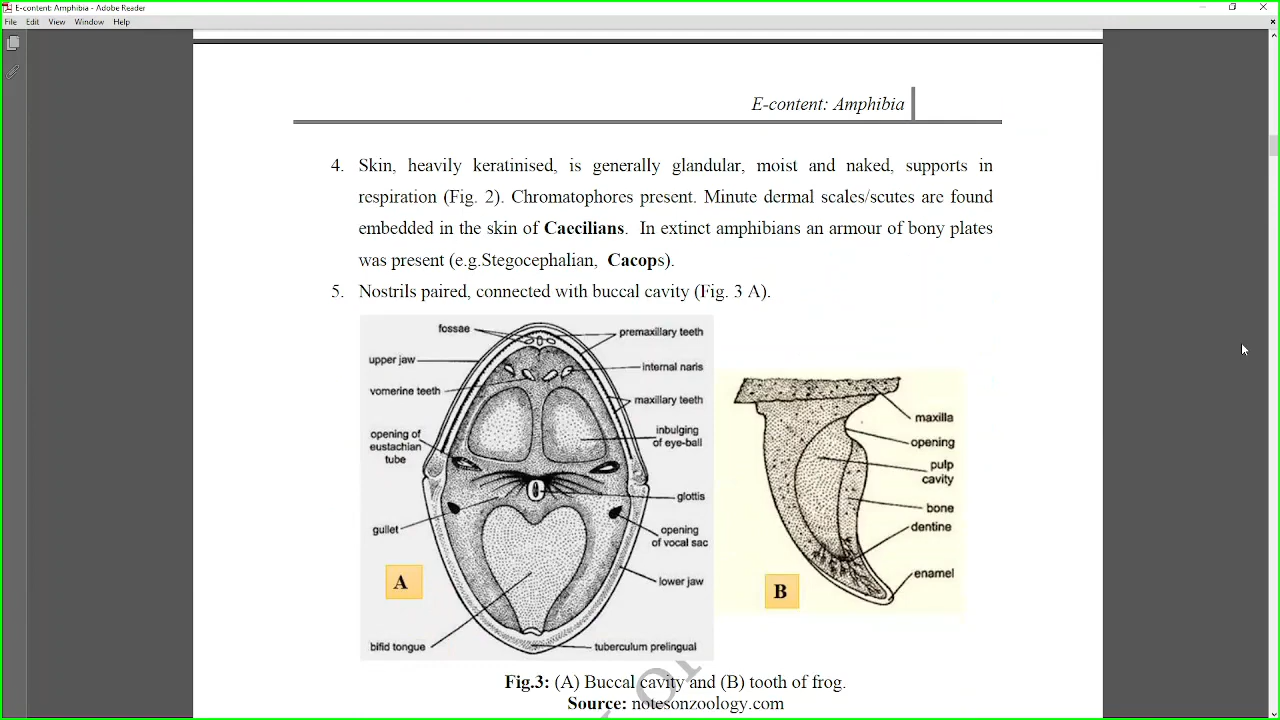 E-content: Amphibia - Adobe Reader
File Edit View Window Help
E-content: Amphibia
4. Skin, heavily keratinised, is generally glandular, moist and naked, supports in
respiration (Fig. 2). Chromatophores present. Minute dermal scales/scutes are found
embedded in the skin of Caecilians. In extinct amphibians an armour of bony plates
was present (e.g.Stegocephalian, Cacops).
5. Nostrils paired, connected with buccal cavity (Fig. 3 A).
fossae
premaxillary teeth
upper jaw
internal naris
vomerine teeth
maxillary teeth
opening of
eustachian
tube
inbulging
of eye-ball
glottis
gullet
opening
of vocal sac
lower jaw
A
bifid tongue
tuberculum prelingual
maxilla
opening
pulp
cavity
bone
dentine
enamel
B
Fig.3: (A) Buccal cavity and (B) tooth of frog.
Source: notesonzoology.com